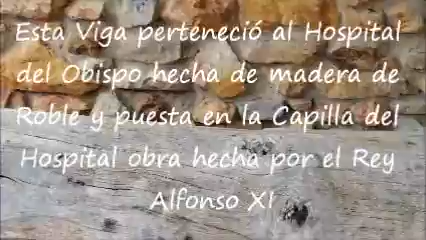 Esta Viga perteneció al Hospital
del Obispo hecha de madera de
Roble y puesta en la Capilla del
Hospital obra hecha por el Rey
Alfonso XI